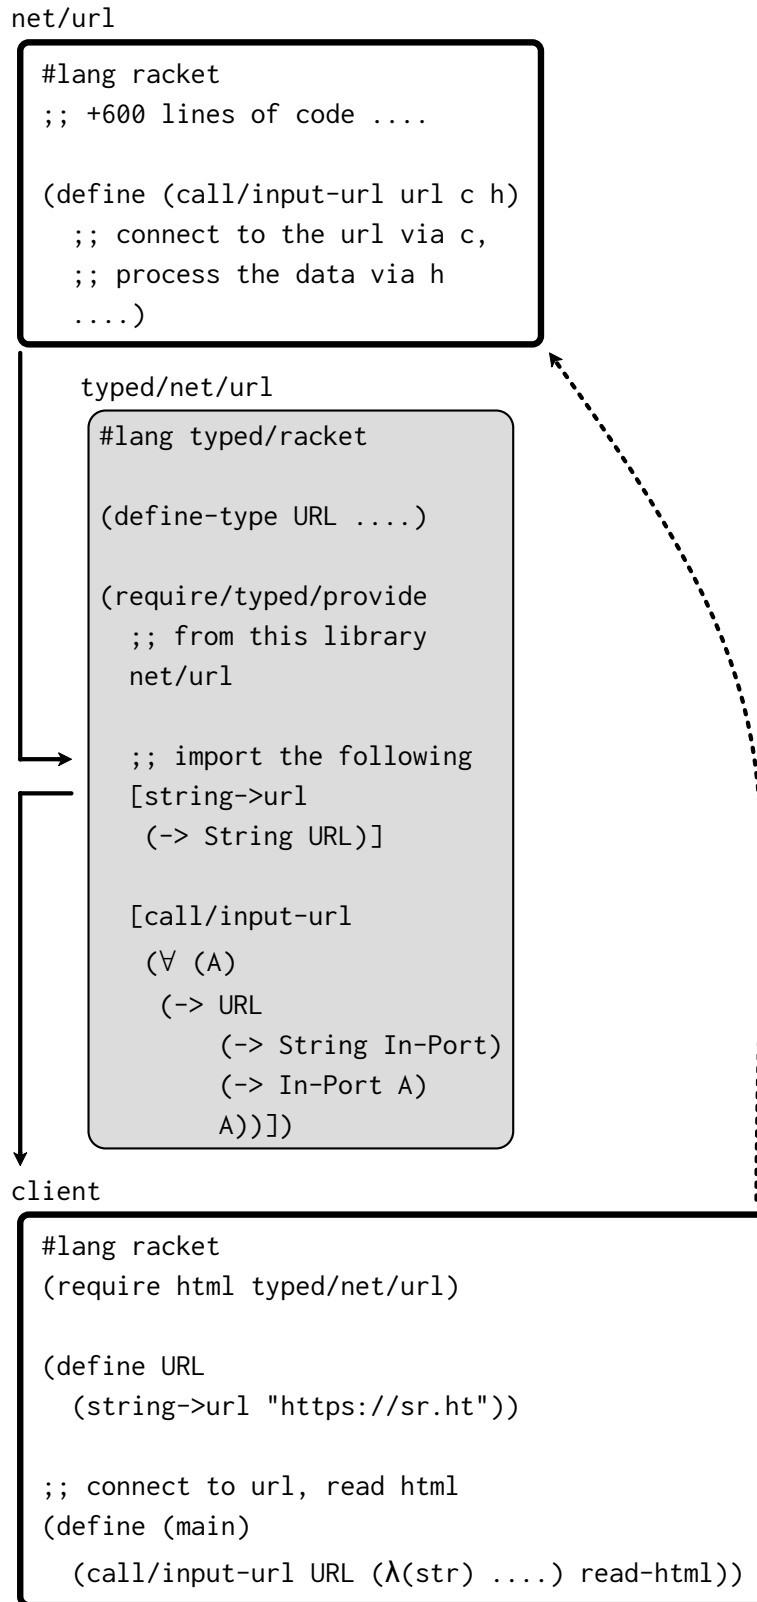 net/url
#lang racket
;; +600 lines of code ....
(define (call/input-url url c h)
;; connect to the url via c,
;; process the data via h
....)
typed/net/url
#lang typed/racket
(define-type URL ....)
(require/typed/provide
;; from this library
net/url
;; import the following
[string->url
(-> String URL)]
[call/input-url
(∀ (A)
(-> URL
(-> String In-Port)
(-> In-Port A)
A))])
client
#lang racket
(require html typed/net/url)
(define URL
(string->url "https://sr.ht"))
;; connect to url, read html
(define (main)
(call/input-url URL (λ(str) ....) read-html))